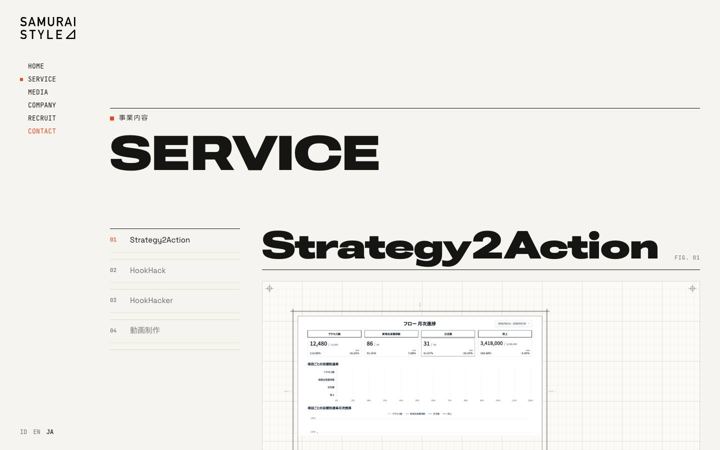 SAMURAI
STYLE
HOME
SERVICE
MEDIA
COMPANY
RECRUIT
CONTACT
事業内容
SERVICE
01 Strategy2Action
02 HookHack
03 HookHacker
04 動画制作
Strategy2Action
FIG. 01
フロー 月次進捗
12,480
86
31
3,418,000
ID EN JA